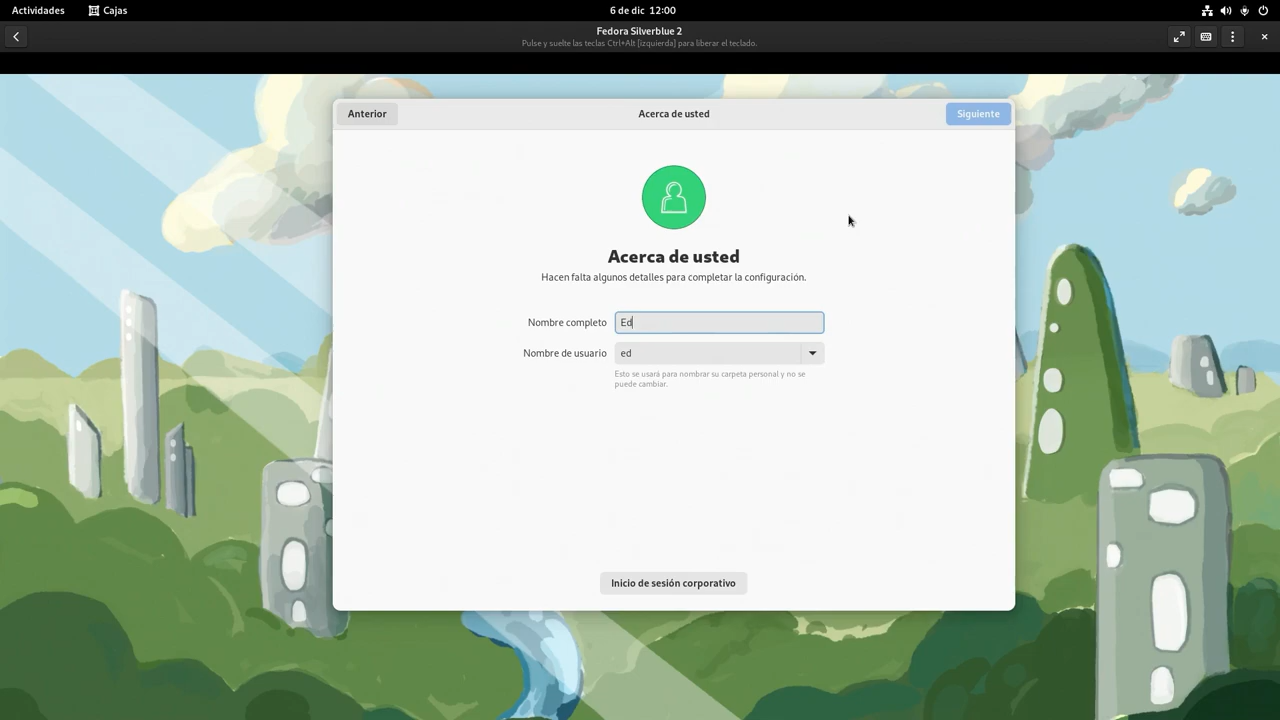 Actividades
Cajas
6 de dic 12:00
Fedora Silverblue 2
Pulse y suelte las teclas Ctrl+Alt [izquierda] para liberar el teclado.
Anterior
Acerca de usted
Siguiente
Acerca de usted
Hacen falta algunos detalles para completar la configuración.
Nombre completo
Ed
Nombre de usuario
ed
Esto se usará para nombrar su carpeta personal y no se
puede cambiar.
Inicio de sesión corporativo